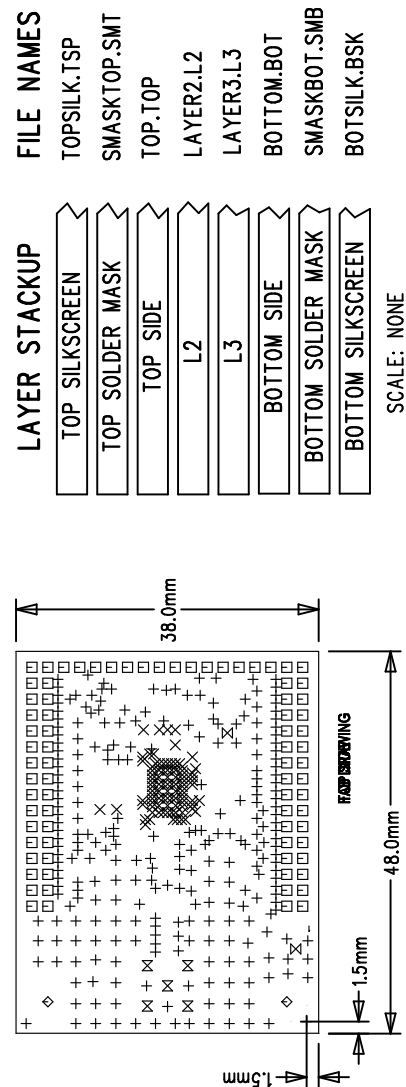 LAYER STACKUP
FILE NAMES
TOP SILKSCREEN
TOPSILK.TSP
TOP SOLDER MASK
SMASKTOP.SMT
TOP SIDE
TOP.TOP
L2
LAYER2.L2
L3
LAYER3.L3
BOTTOM SIDE
BOTTOM.BOT
BOTTOM SOLDER MASK
SMASKBOT.SMB
BOTTOM SILKSCREEN
BOTSILK.BSK
SCALE: NONE
38.0mm
48.0mm
1.5mm
1.5mm